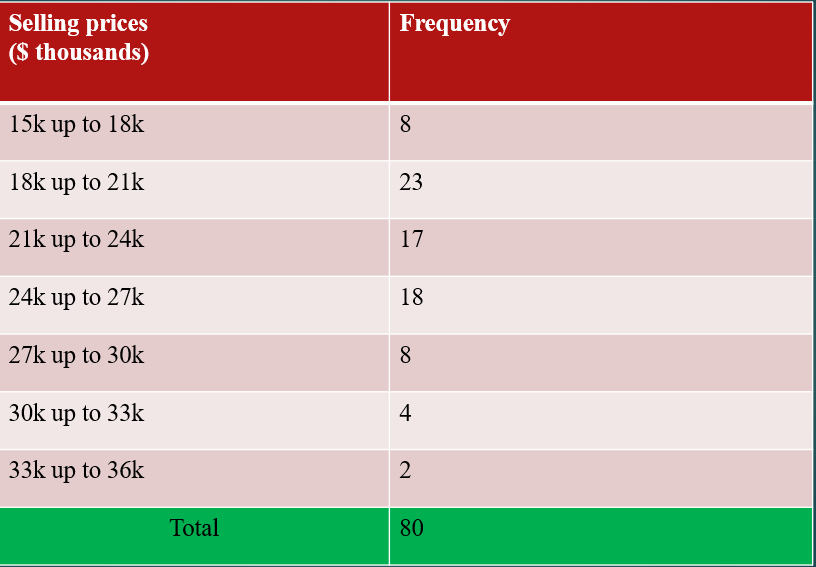 Selling prices Frequency
($ thousands)
15k up to 18k 8
18k up to 21k 23
21k up to 24k 17
24k up to 27k 18
27k up to 30k 8
30k up to 33k 4
33k up to 36k 2
Total 80